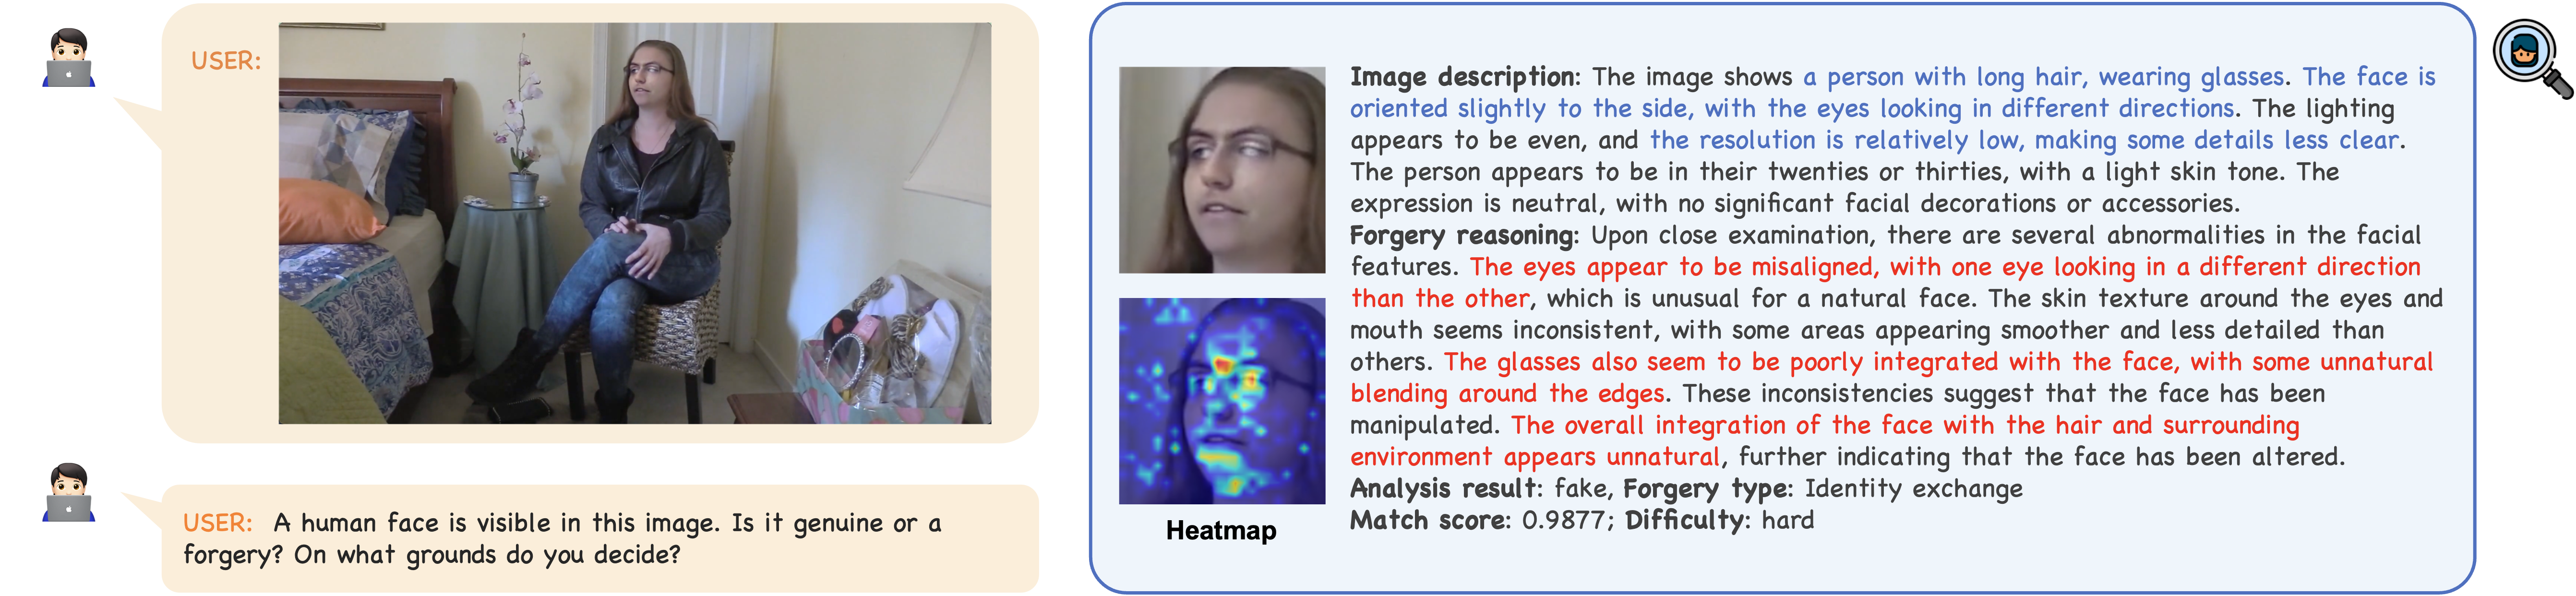 USER:
USER: A human face is visible in this image. Is it genuine or a
forgery? On what grounds do you decide?
Image description: The image shows a person with long hair, wearing glasses. The face is
oriented slightly to the side, with the eyes looking in different directions. The lighting
appears to be even, and the resolution is relatively low, making some details less clear.
The person appears to be in their twenties or thirties, with a light skin tone. The
expression is neutral, with no significant facial decorations or accessories.
Forgery reasoning: Upon close examination, there are several abnormalities in the facial
features. The eyes appear to be misaligned, with one eye looking in a different direction
than the other, which is unusual for a natural face. The skin texture around the eyes and
mouth seems inconsistent, with some areas appearing smoother and less detailed than
others. The glasses also seem to be poorly integrated with the face, with some unnatural
blending around the edges. These inconsistencies suggest that the face has been
manipulated. The overall integration of the face with the hair and surrounding
environment appears unnatural, further indicating that the face has been altered.
Analysis result: fake, Forgery type: Identity exchange
Match score: 0.9877; Difficulty: hard
Heatmap